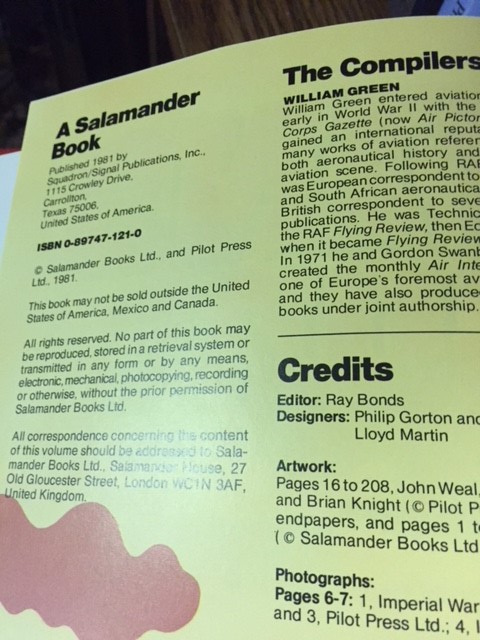 A Salamander
Book
Published 1981 by
Squadron/Signal Publications, Inc.,
1115 Crowley Drive,
Carrollton,
Texas 75006,
United States of America.
ISBN 0-89747-121-0
© Salamander Books Ltd., and Pilot Press
Ltd., 1981.
This book may not be sold outside the United
States of America, Mexico and Canada.
All rights reserved. No part of this book may
be reproduced, stored in a retrieval system or
transmitted in any form or by any means,
electronic, mechanical, photocopying, recording
or otherwise, without the prior permission of
Salamander Books Ltd.
All correspondence concerning the content
of this volume should be addressed to Sala-
mander Books Ltd., Salamander House, 27
Old Gloucester Street, London WC1N 3AF,
United Kingdom.
The Compilers
WILLIAM GREEN
William Green entered aviation
early in World War II with the
Corps Gazette (now Air Pictor
gained an international reputa
many works of aviation referen
both aeronautical history and
aviation scene. Following RAF
was European correspondent to
and South African aeronautica
British correspondent to seve
publications. He was Technic
the RAF Flying Review, then Ed
when it became Flying Review
In 1971 he and Gordon Swanb
created the monthly Air Inte
one of Europe's foremost av
and they have also produce
books under joint authorship.
Credits
Editor: Ray Bonds
Designers: Philip Gorton and
Lloyd Martin
Artwork:
Pages 16 to 208, John Weal,
and Brian Knight (© Pilot P
endpapers, and pages 1 t
(© Salamander Books Ltd
Photographs:
Pages 6-7: 1, Imperial War
and 3, Pilot Press Ltd.; 4, I